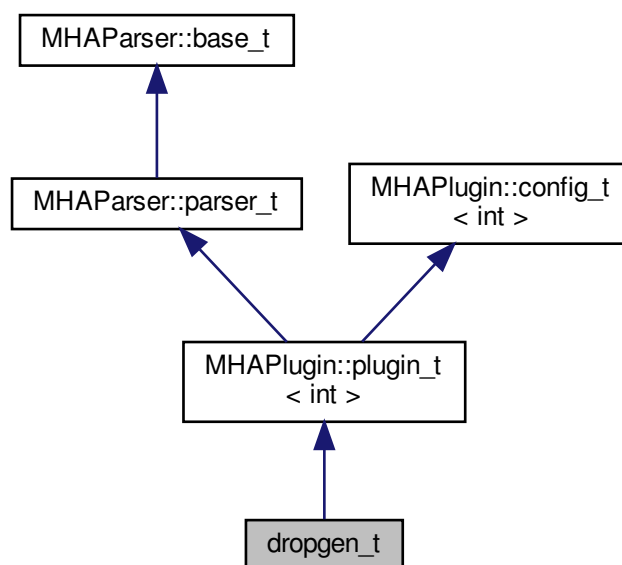 MHAParser::base_t
MHAParser::parser_t
MHAPlugin::config_t
< int >
MHAPlugin::plugin_t
< int >
dropgen_t